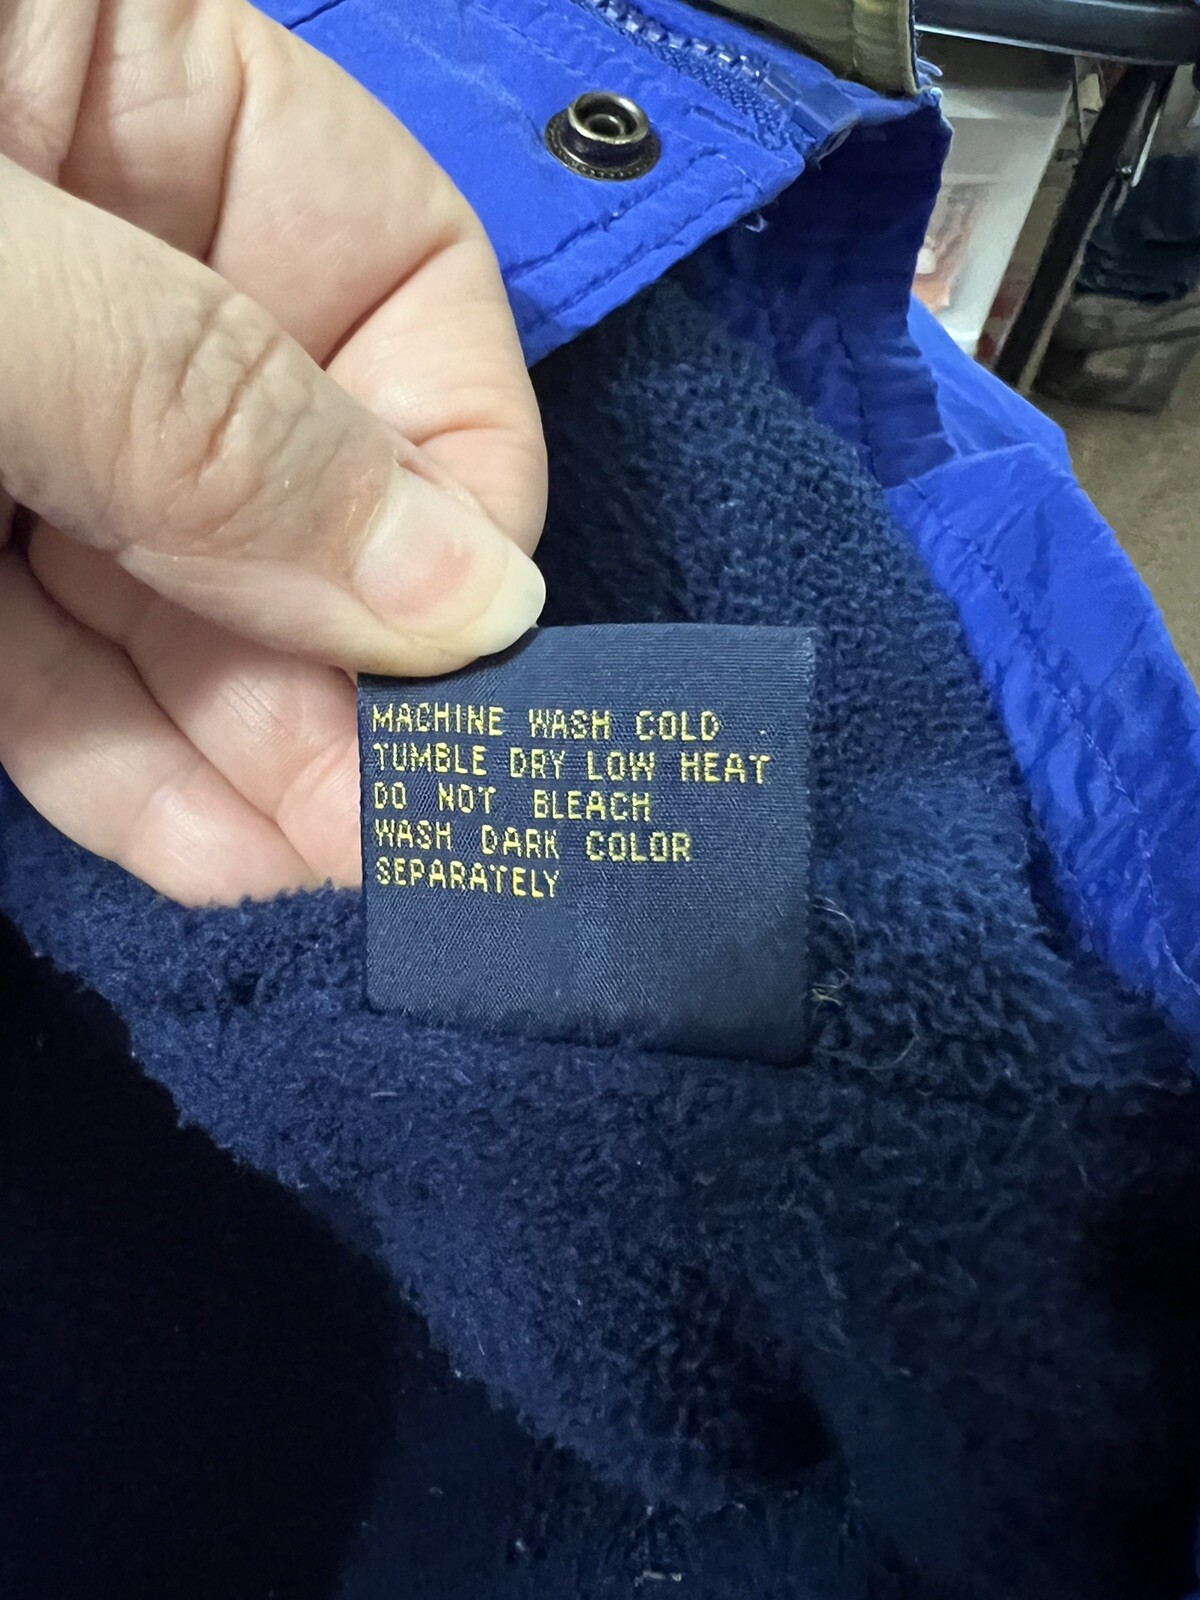 MACHINE WASH COLD
TUMBLE DRY LOW HEAT
DO NOT BLEACH
WASH DARK COLOR
SEPARATELY